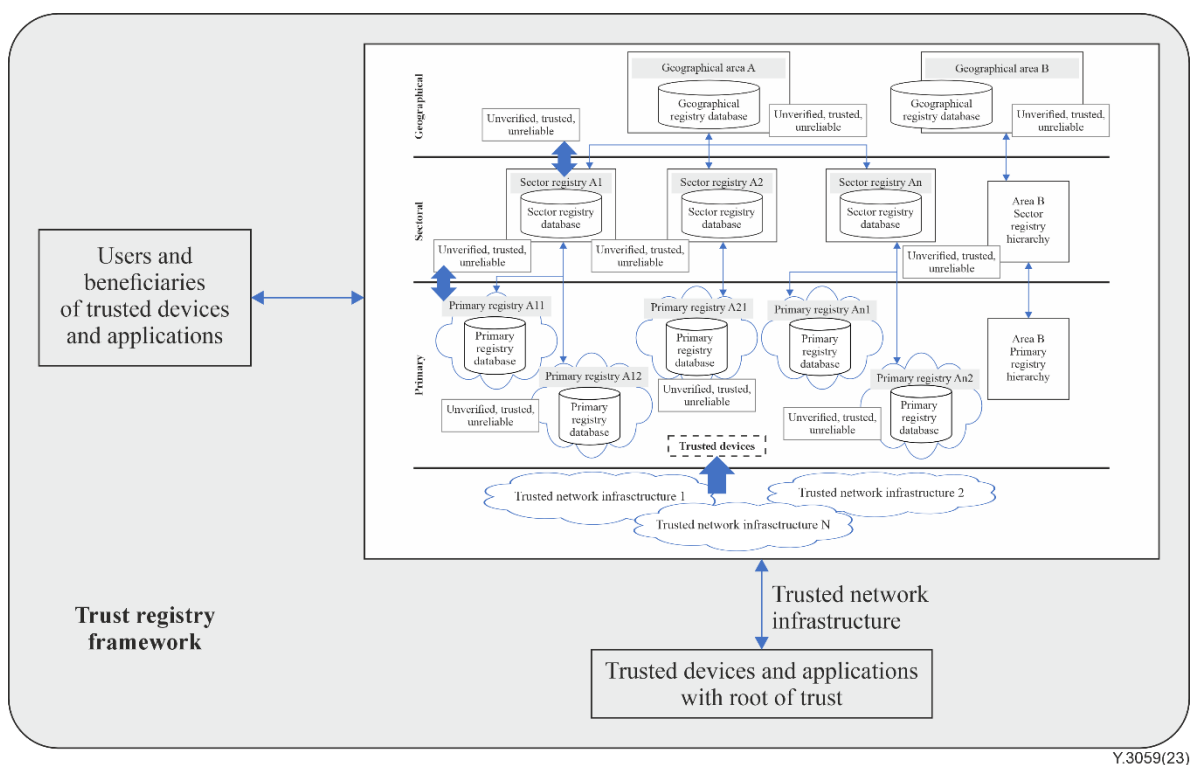 Geographical
Geographical area A
Geographical
registry database
Unverified, trusted,
unreliable
Geographical area B
Geographical
registry database
Unverified, trusted,
unreliable
Unverified, trusted,
unreliable
Sectoral
Sector registry A1
Sector registry
database
Sector registry A2
Sector registry
database
Sector registry An
Sector registry
database
Area B
Sector
registry
hierarchy
Unverified, trusted,
unreliable
Unverified, trusted,
unreliable
Unverified, trusted,
unreliable
Users and
beneficiaries
of trusted devices
and applications
Primary
Primary registry A11
Primary
registry
database
Primary registry A21
Primary
registry
database
Primary registry An1
Primary
registry
database
Area B
Primary
registry
hierarchy
Primary registry A12
Primary
registry
database
Primary registry An2
Primary
registry
database
Unverified, trusted,
unreliable
Unverified, trusted,
unreliable
Unverified, trusted,
unreliable
Trusted devices
Trusted network infrastructure 1
Trusted network infrastructure 2
Trusted network infrasctructure N
Trusted network
infrastructure
Trust registry
framework
Trusted devices and applications
with root of trust
Y.3059(23)